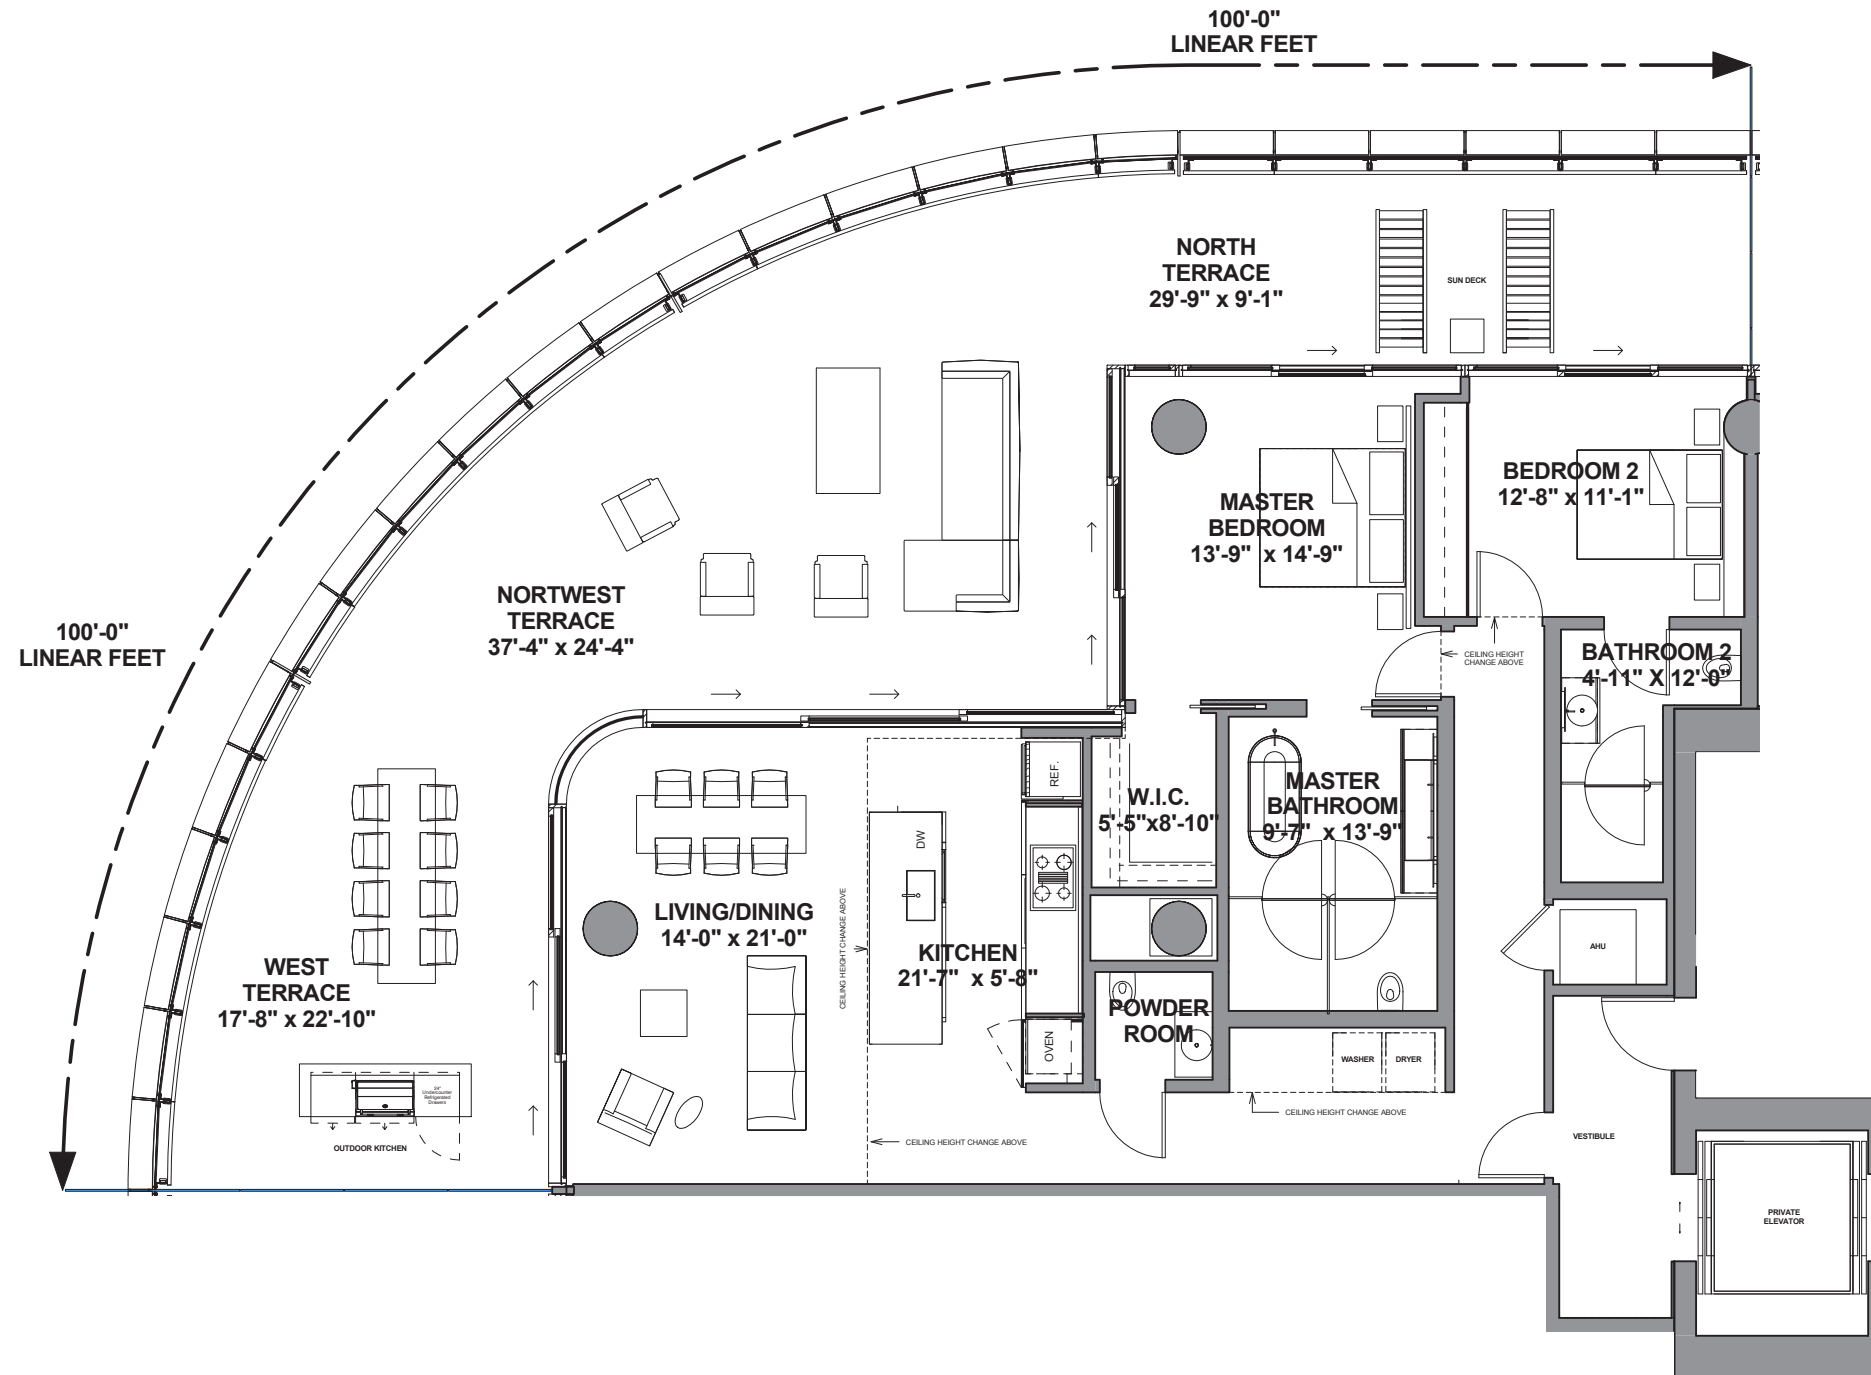 100'-0"
LINEAR FEET
NORTH
TERRACE
29'-9" x 9'-1"
SUN DECK
BEDROOM 2
12'-8" x 11'-1"
MASTER
BEDROOM
13'-9" x 14'-9"
NORTWEST
TERRACE
37'-4" x 24'-4"
100'-0"
LINEAR FEET
CEILING HEIGHT
CHANGE ABOVE
BATHROOM 2
4'-11" X 12'-0"
REF.
W.I.C.
5'-5"x8'-10"
MASTER
BATHROOM
9'-7" x 13'-9"
DW
CEILING HEIGHT CHANGE ABOVE
LIVING/DINING
14'-0" x 21'-0"
KITCHEN
21'-7" x 5'-8"
AHU
WEST
TERRACE
17'-8" x 22'-10"
POWDER
ROOM
OVEN
WASHER
DRYER
24"
Undercounter
Refrigerated
Drawers
CEILING HEIGHT CHANGE ABOVE
CEILING HEIGHT CHANGE ABOVE
OUTDOOR KITCHEN
VESTIBULE
PRIVATE
ELEVATOR